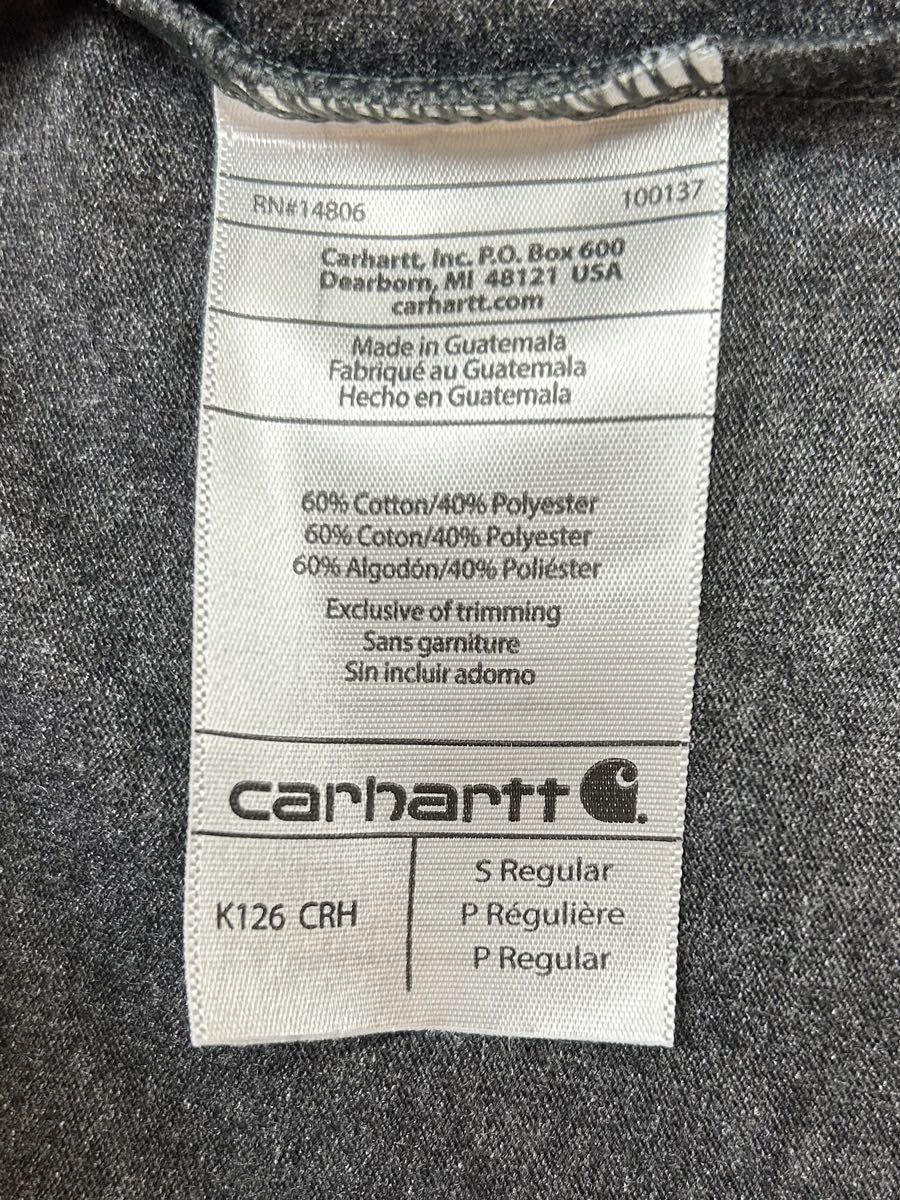 RN#14806 100137
Carhartt, Inc. P.O. Box 600
Dearborn, MI 48121 USA
carhartt.com
Made in Guatemala
Fabriqué au Guatemala
Hecho en Guatemala
60% Cotton/40% Polyester
60% Coton/40% Polyester
60% Algodón/40% Poliéster
Exclusive of trimming
Sans garniture
Sin incluir adorno
carhartt
K126 CRH
S Regular
P Régulière
P Regular